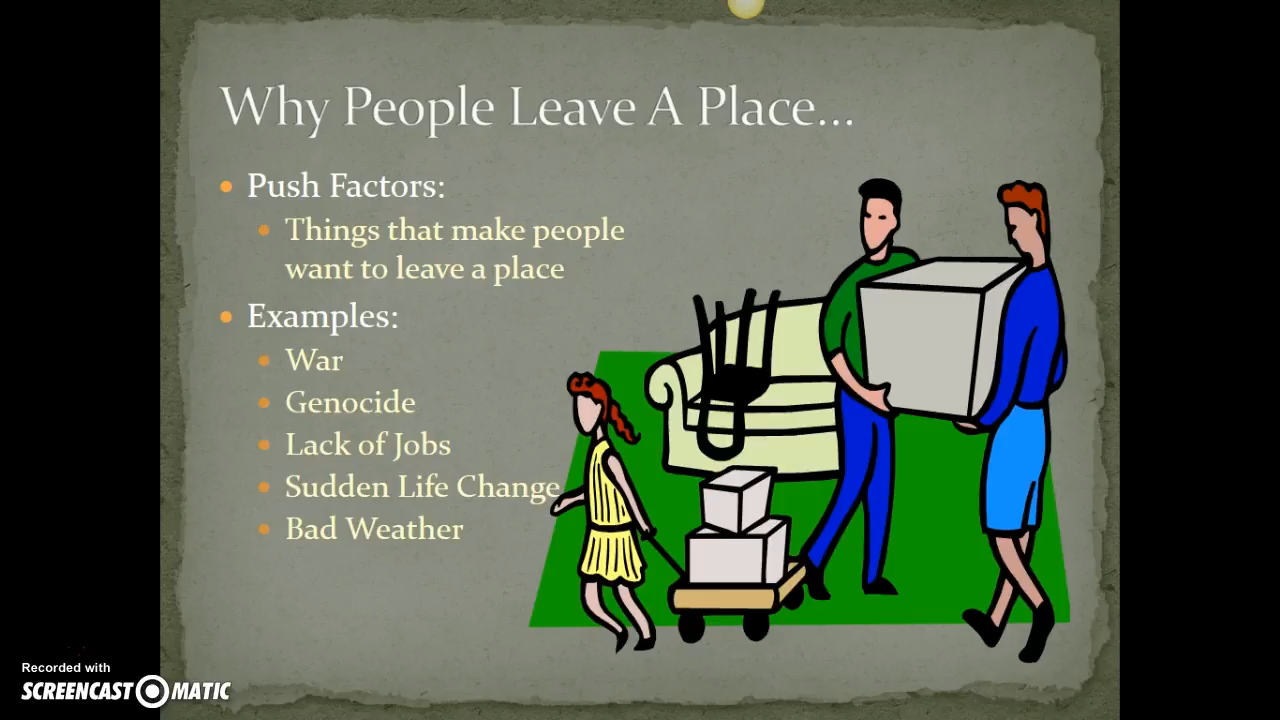 Why People Leave A Place...
Push Factors:
Things that make people
want to leave a place
Examples:
War
Genocide
Lack of Jobs
Sudden Life Change
Bad Weather
Recorded with
SCREENCAST MATIC